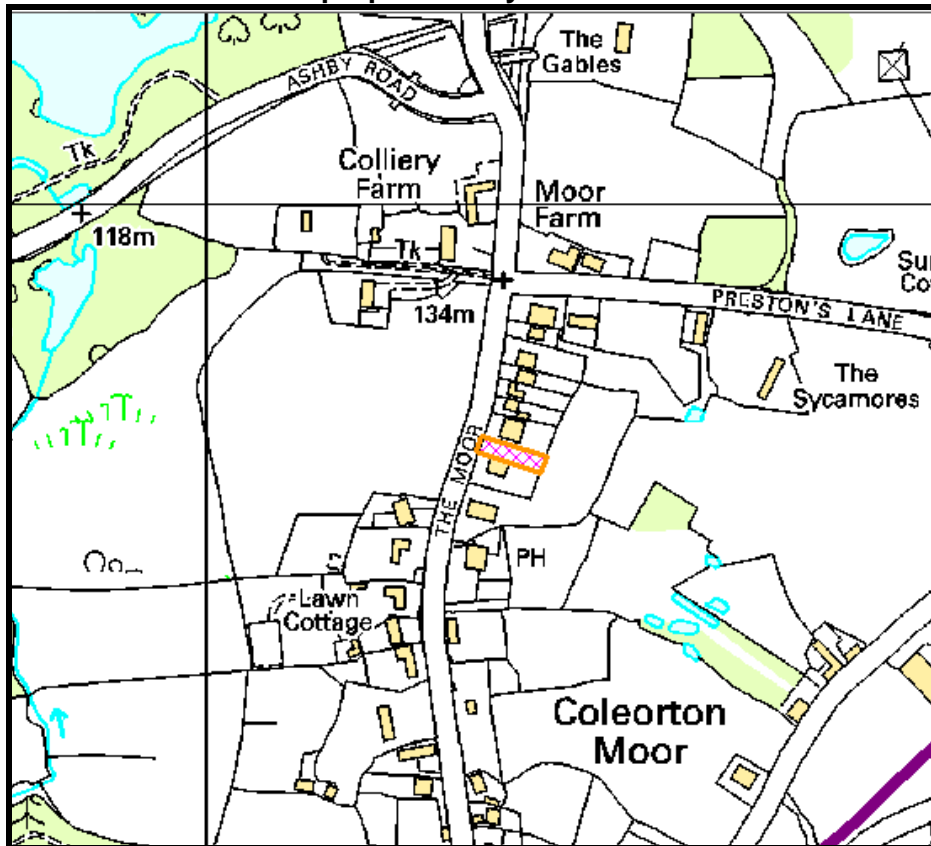 The
Gables
ASHBY ROAD
Tk
Colliery
Farm
Moor
Farm
118m
Tk
134m
PRESTON'S LANE
The
Sycamores
THE MOOR
PH
Lawn
Cottage
Coleorton
Moor